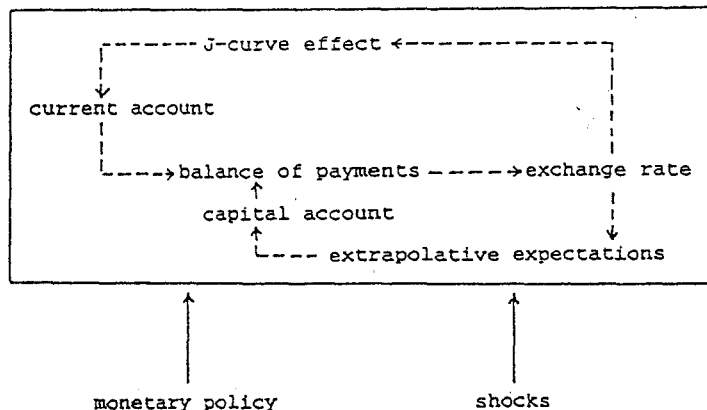 J-curve effect
current account
balance of payments exchange rate
capital account
extrapolative expectations
monetary policy shocks